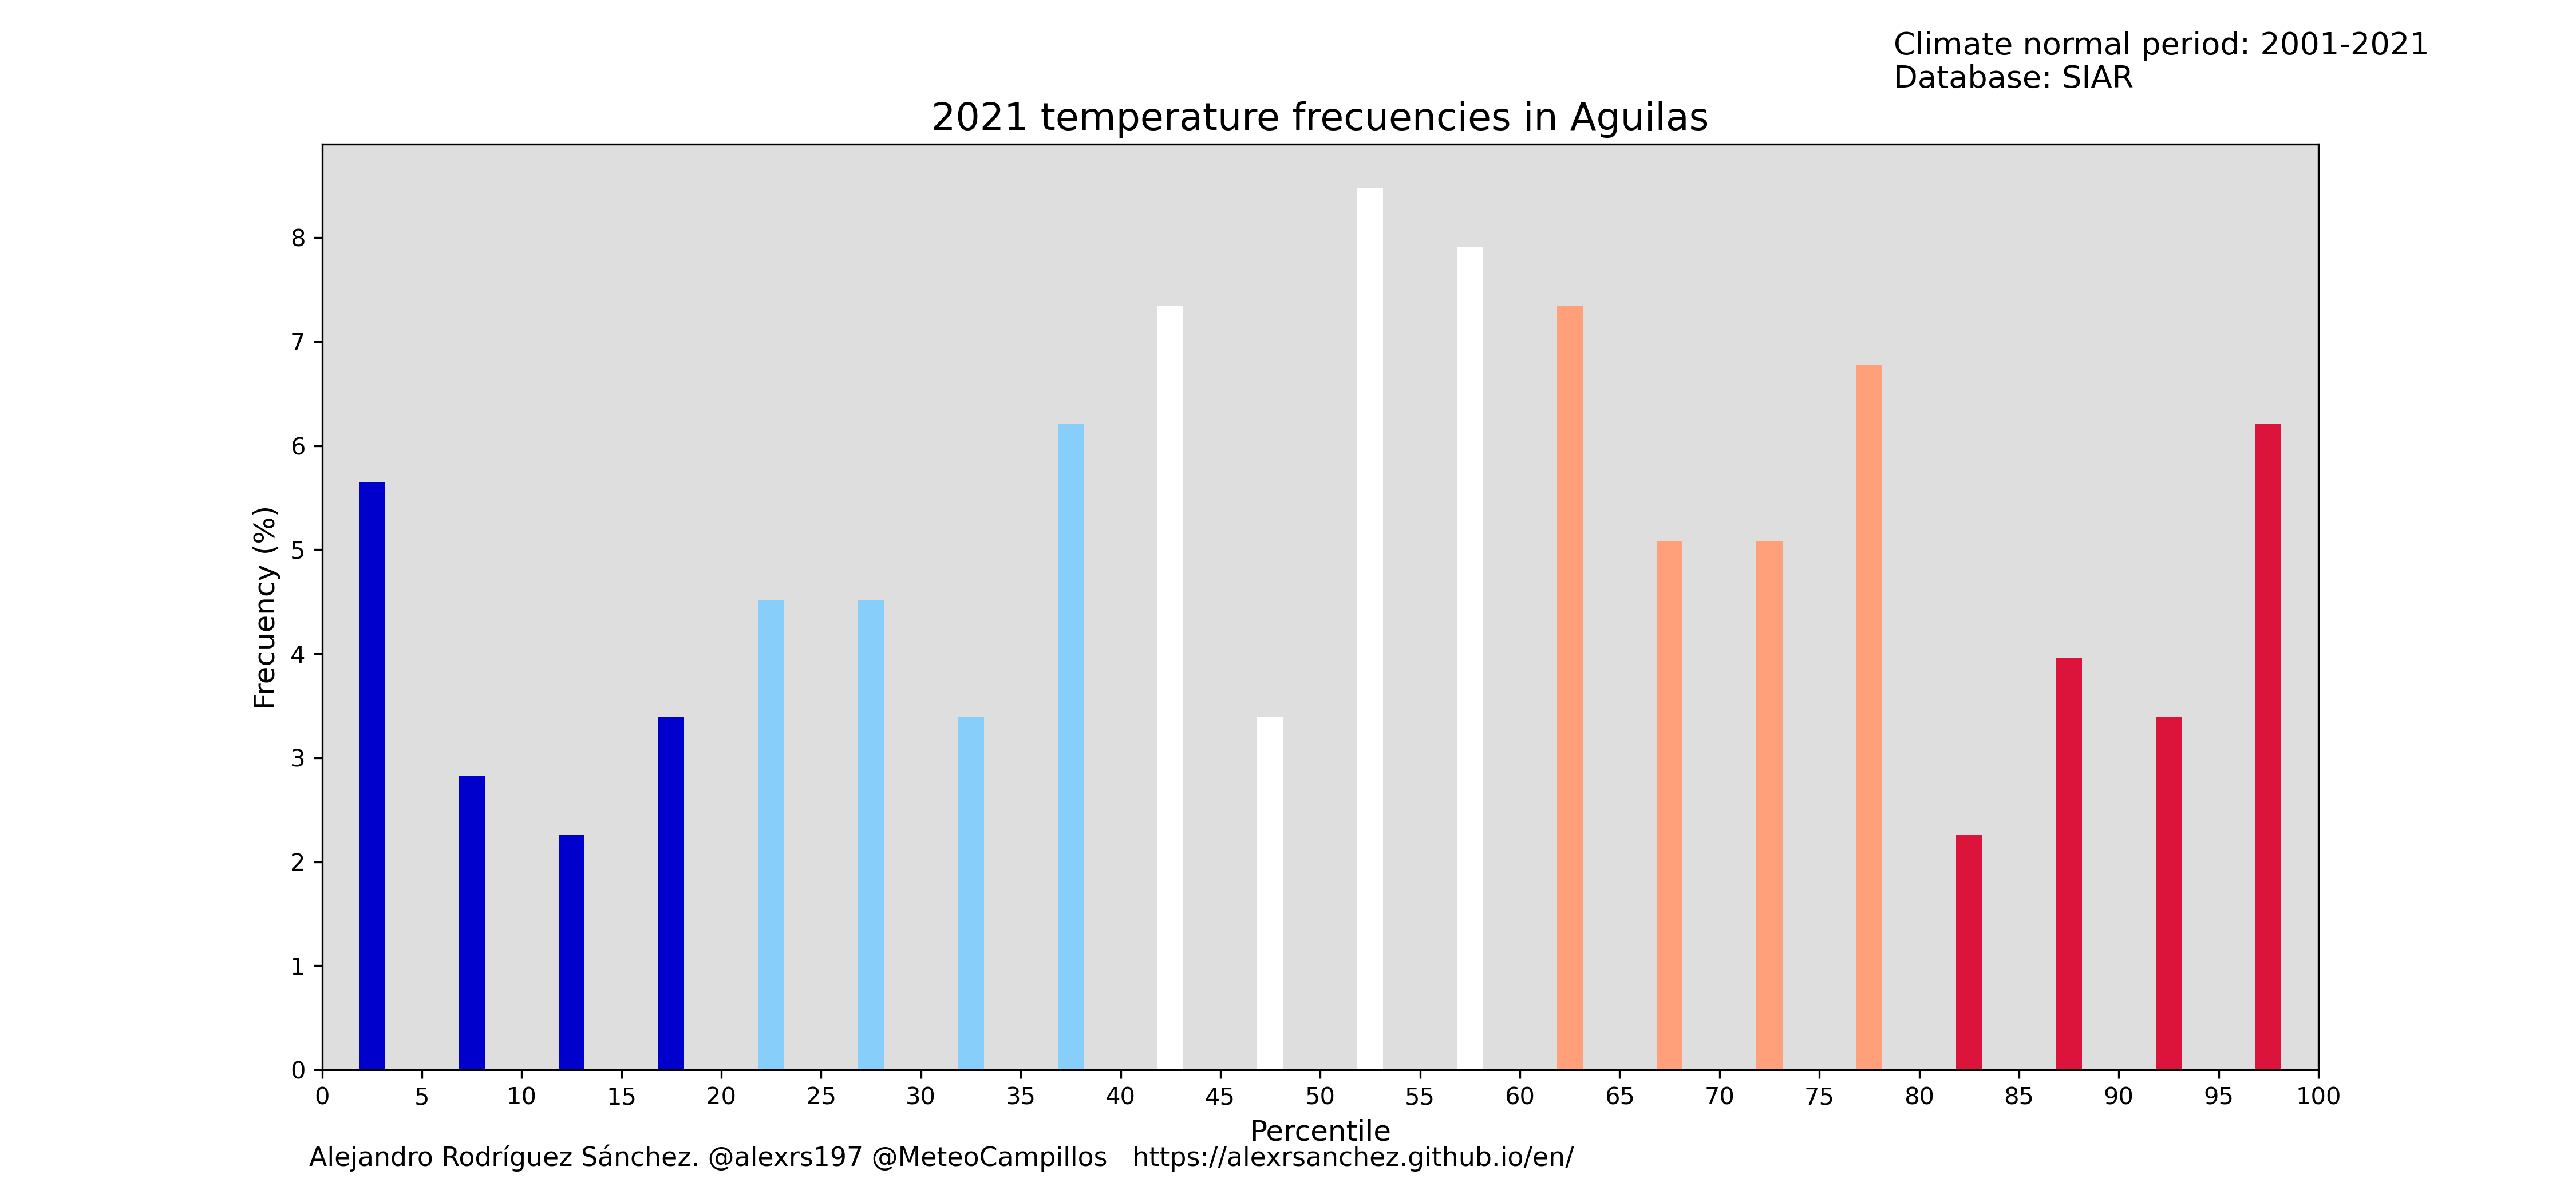 Climate normal period: 2001-2021
Database: SIAR
2021 temperature frecuencies in Aguilas
Frecuency (%)
8
7
6
5
4
3
2
1
0
0 5 10 15 20 25 30 35 40 45 50 55 60 65 70 75 80 85 90 95 100
Percentile
Alejandro Rodríguez Sánchez. @alexrs197 @MeteoCampillos https://alexrsanchez.github.io/en/